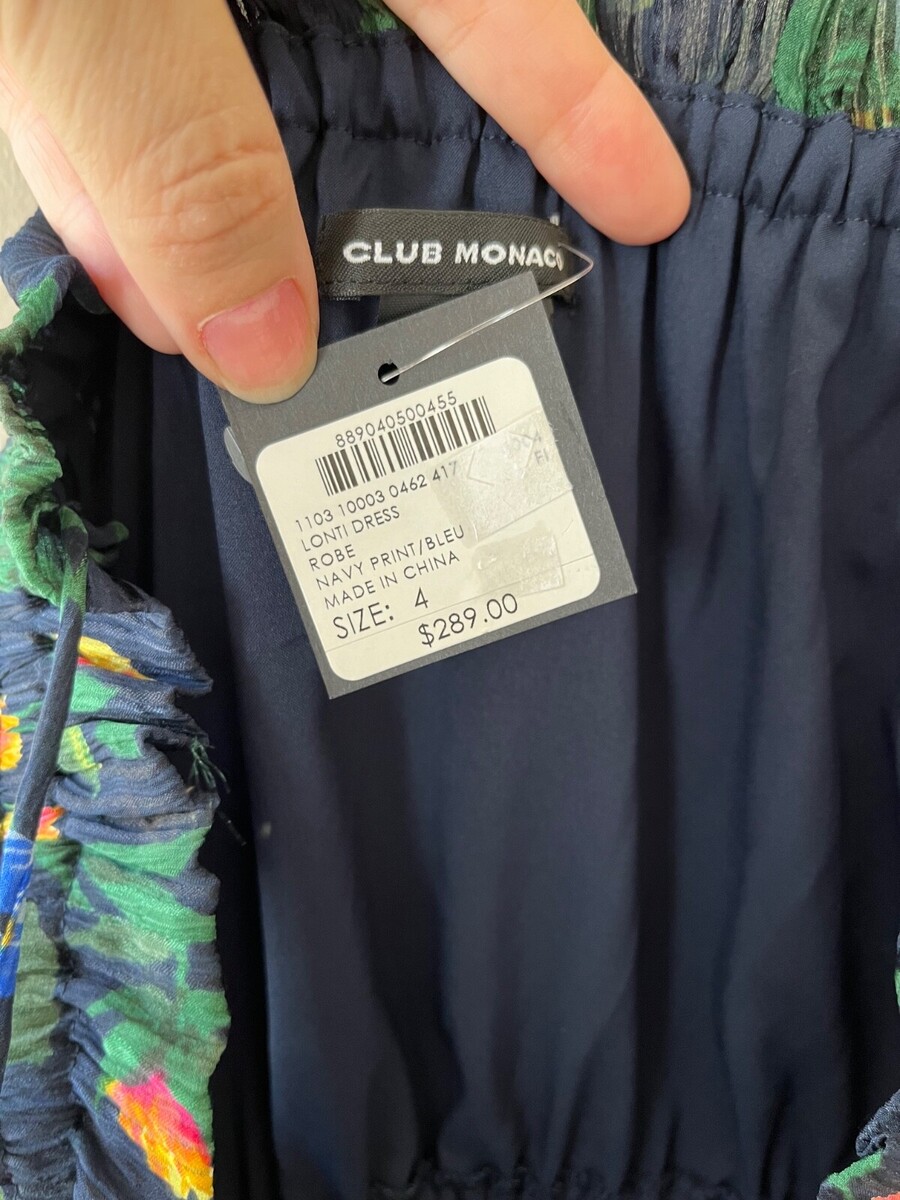 CLUB MONACO
889040500455
1103 10003 0462 417
LONTI DRESS
ROBE
NAVY PRINT/BLEU
MADE IN CHINA
SIZE: 4
$289.00